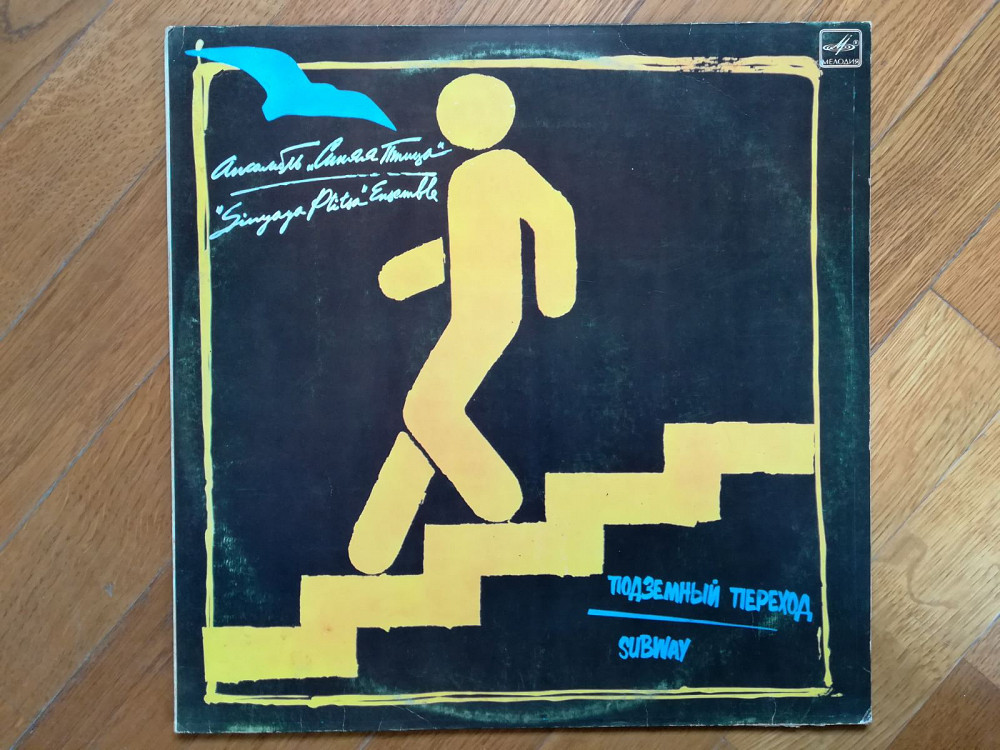 МЕЛОДИЯ
Ансамбль „Синяя Птица"
"Sinyaya Ptitsa" Ensemble
ПОДЗЕМНЫЙ ПЕРЕХОД
SUBWAY